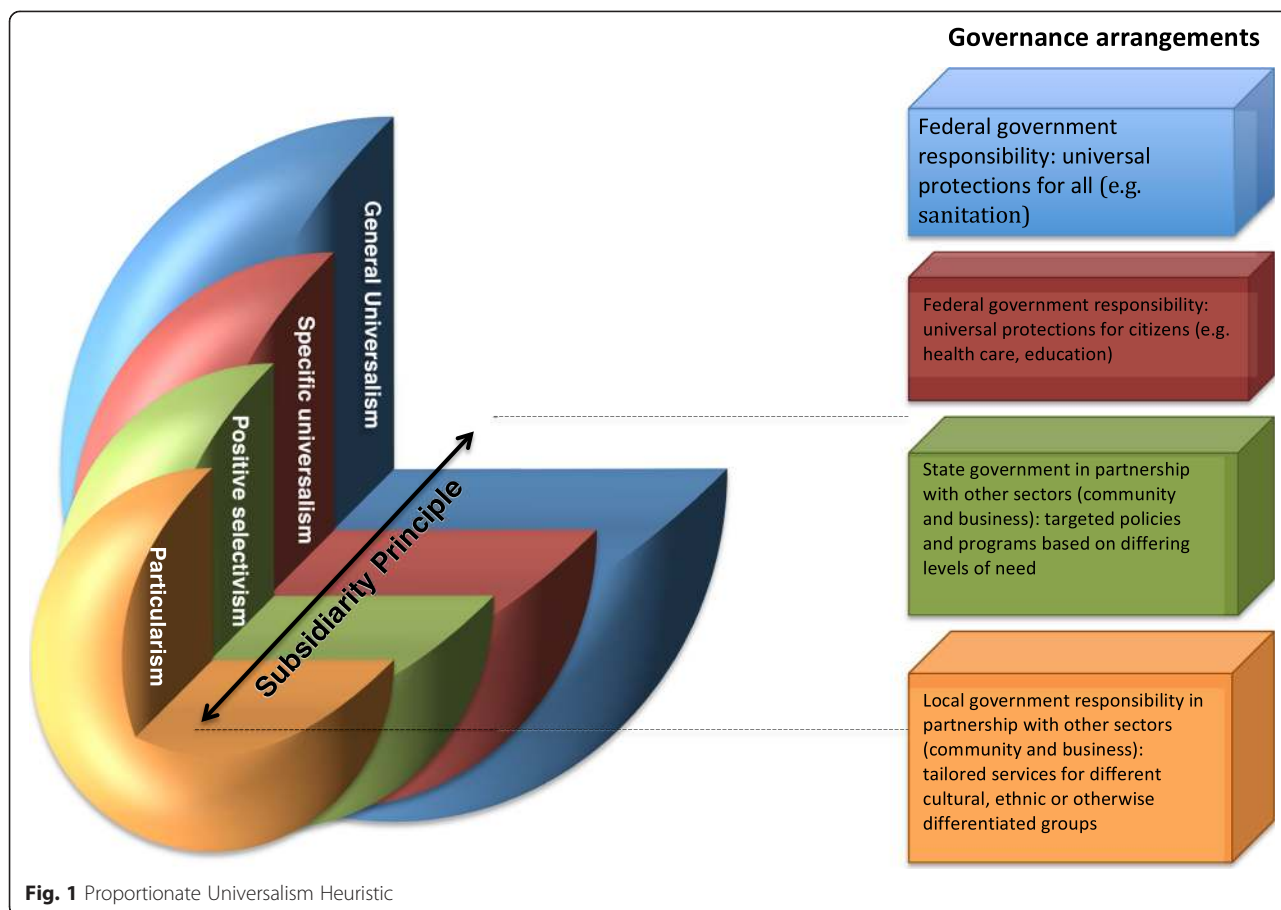 Governance arrangements
General Universalism
Specific universalism
Positive selectivism
Particularism
Subsidiarity Principle
Federal government
responsibility: universal
protections for all (e.g.
sanitation)
Federal government responsibility:
universal protections for citizens (e.g.
health care, education)
State government in partnership
with other sectors (community
and business): targeted policies
and programs based on differing
levels of need
Local government responsibility in
partnership with other sectors
(community and business):
tailored services for different
cultural, ethnic or otherwise
differentiated groups
Fig. 1 Proportionate Universalism Heuristic